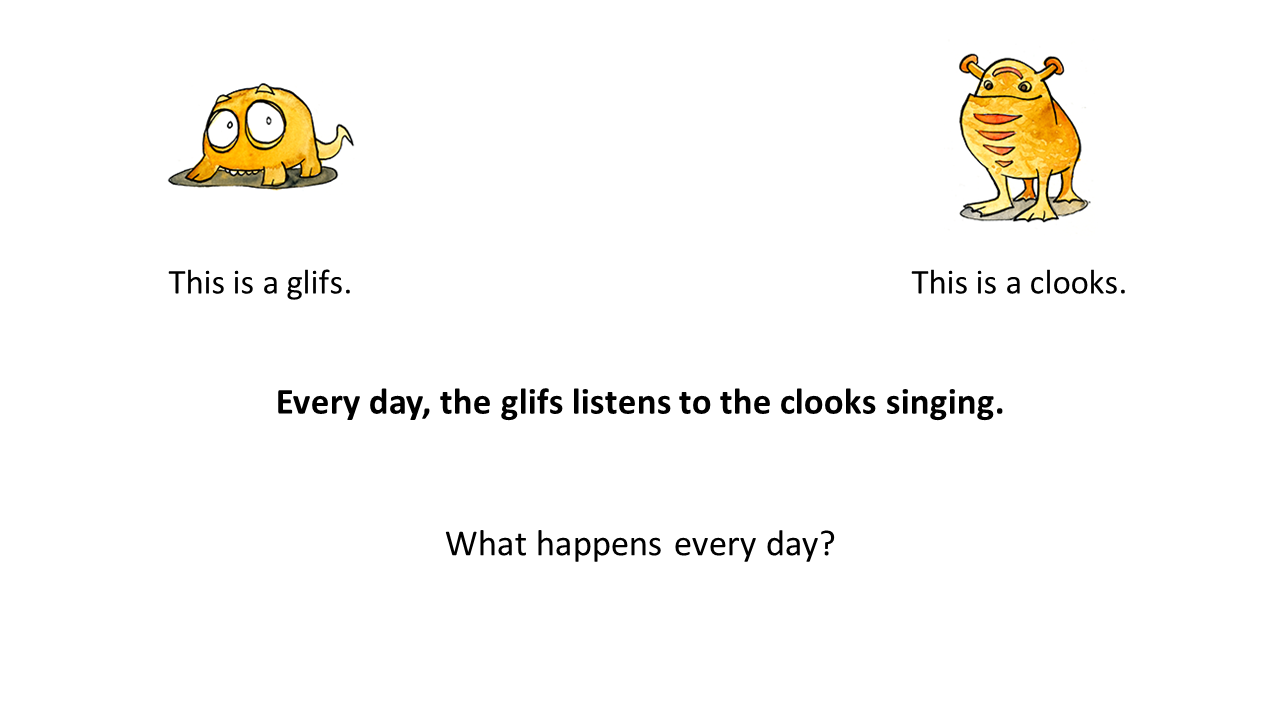 This is a glifs.
This is a clooks.
Every day, the glifs listens to the clooks singing.
What happens every day?